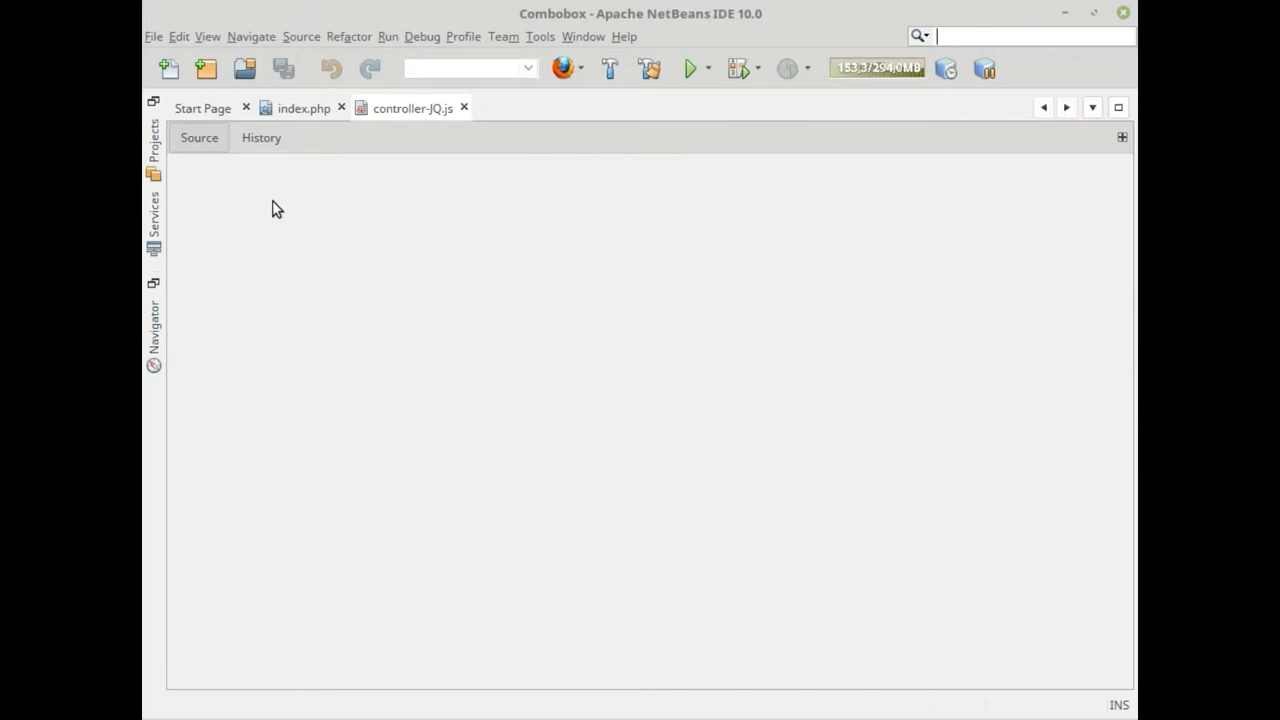 Combobox - Apache NetBeans IDE 10.0
File Edit View Navigate Source Refactor Run Debug Profile Team Tools Window Help
153,3/294,0MB
Start Page index.php controller-JQ.js
Source History
Projects
Services
Navigator
INS